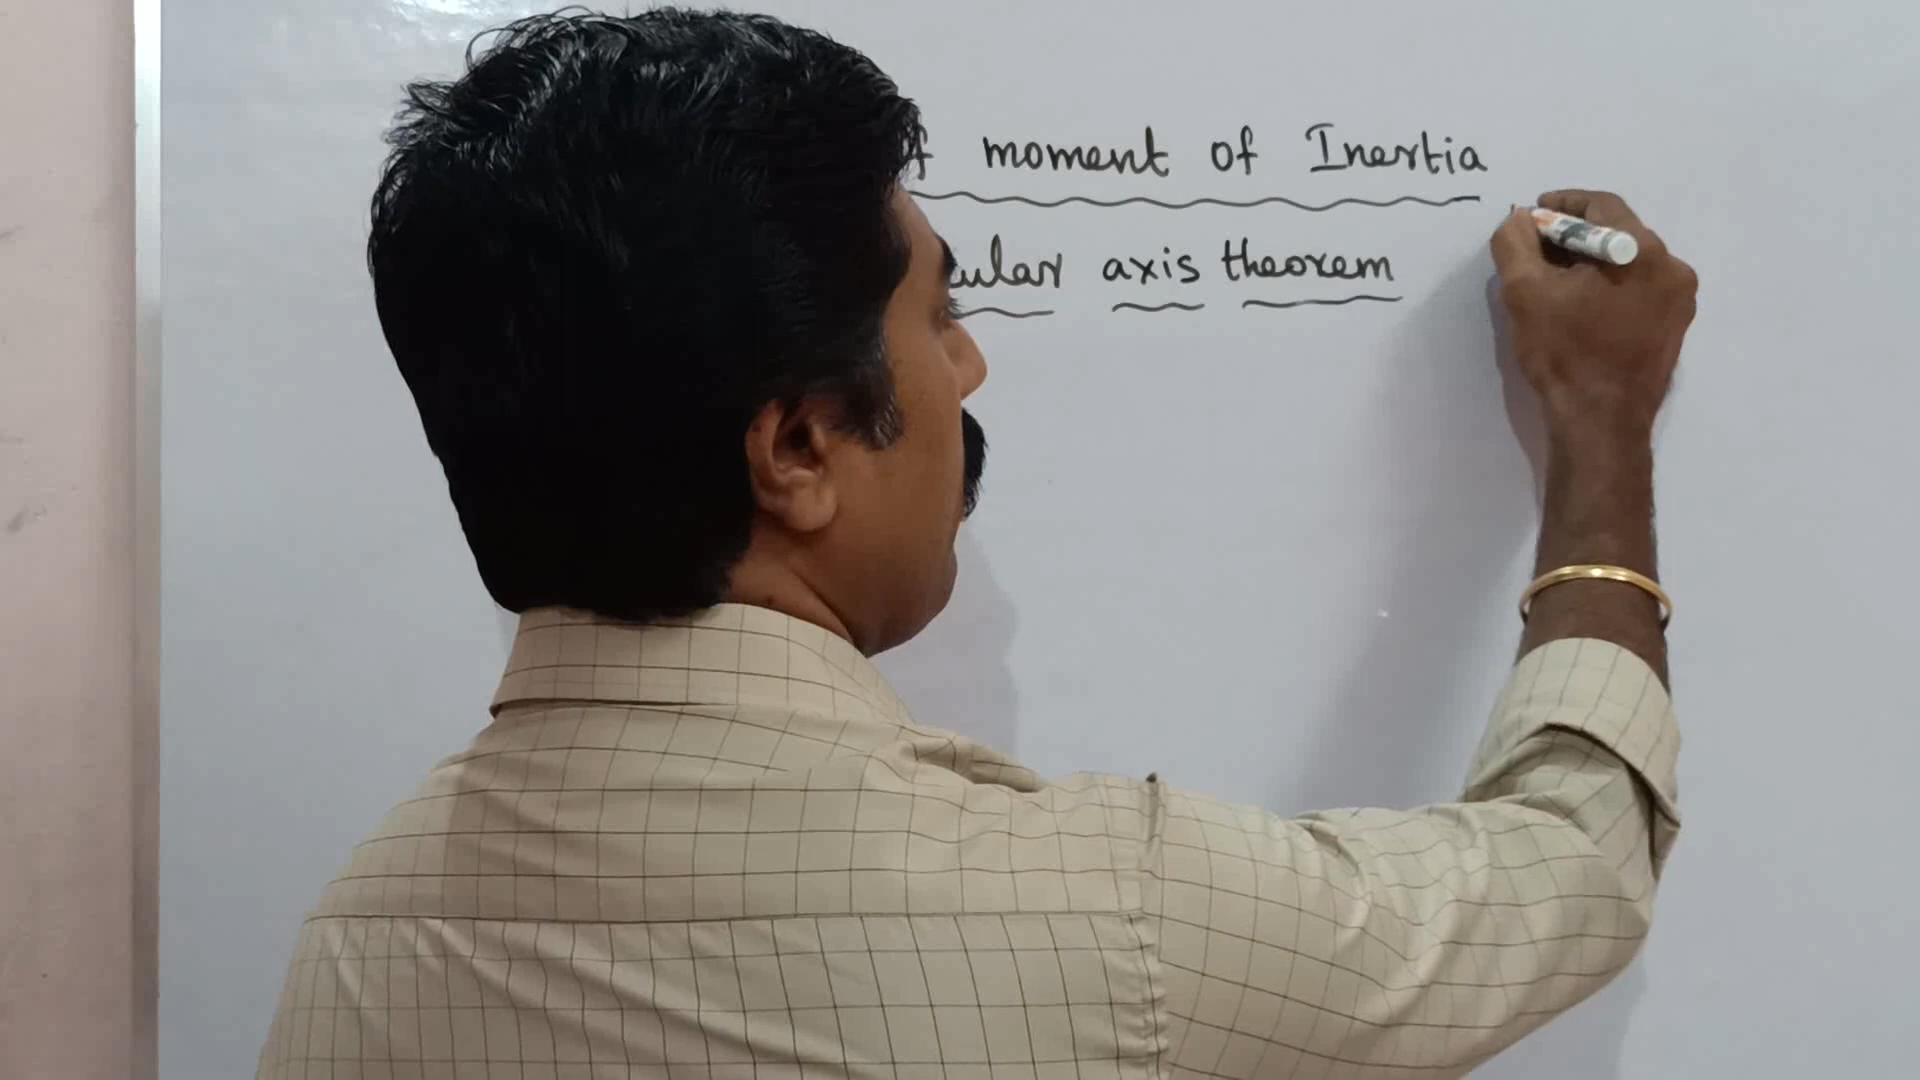 moment of Inertia
axis theorem